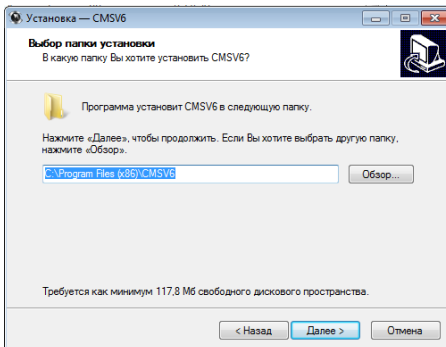 Установка — CMSV6
Выбор папки установки
В какую папку Вы хотите установить CMSV6?
Программа установит CMSV6 в следующую папку.
Нажмите «Далее», чтобы продолжить. Если Вы хотите выбрать другую папку,
нажмите «Обзор».
C:\Program Files (x86)\CMSV6
Обзор...
Требуется как минимум 117,8 Мб свободного дискового пространства.
< Назад
Далее >
Отмена